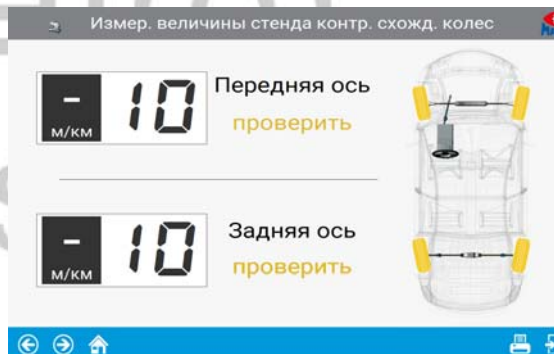 Измер. величины стенда контр. схожд. колес
Передняя ось
- 10
м/км
проверить
Задняя ось
- 10
м/км
проверить